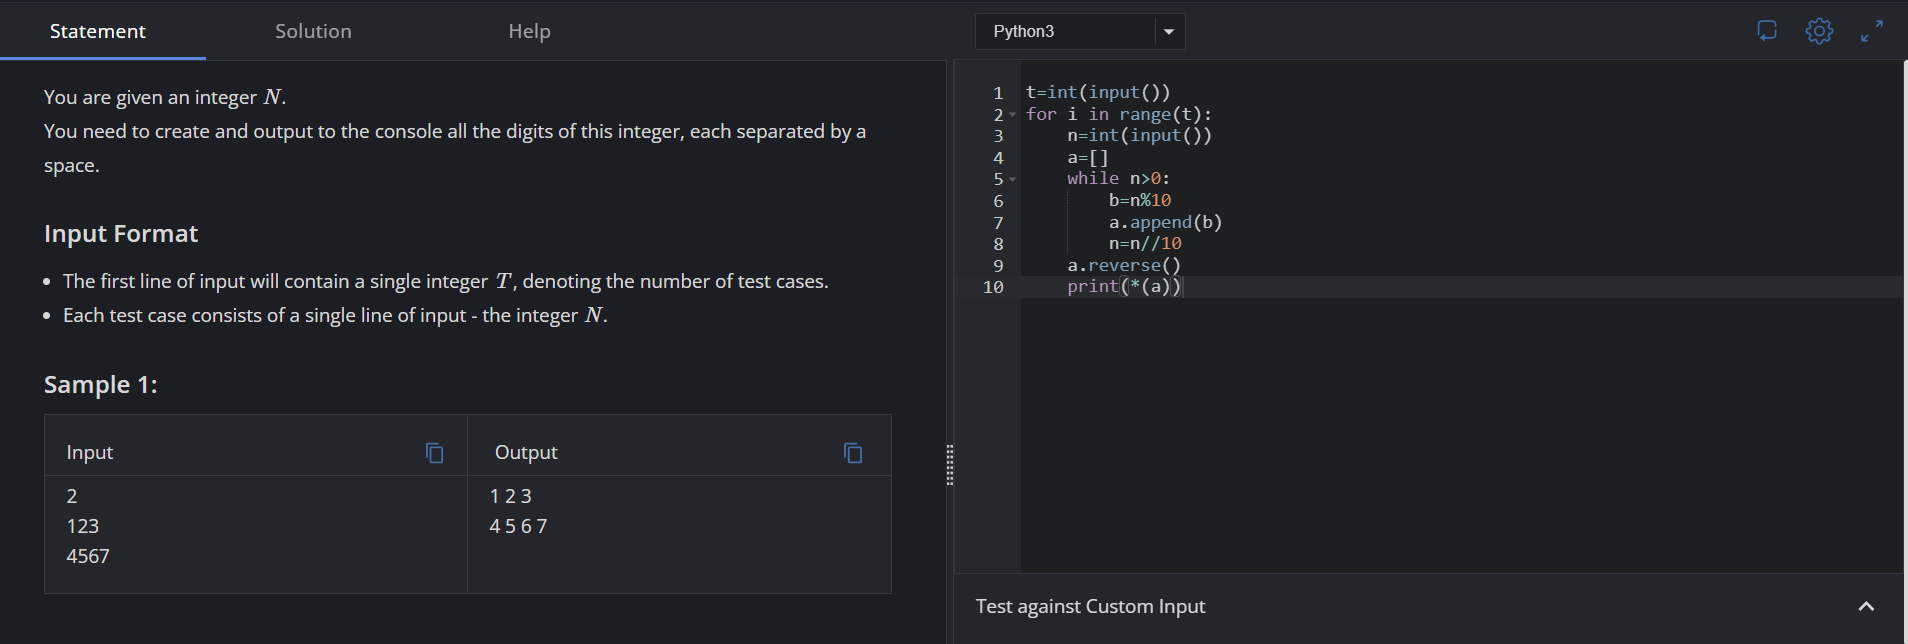 Statement
Solution
Help
You are given an integer N.
You need to create and output to the console all the digits of this integer, each separated by a
space.
Input Format
• The first line of input will contain a single integer T, denoting the number of test cases.
• Each test case consists of a single line of input - the integer N.
Sample 1:
Input
Output
2
123
4567
1 2 3
4 5 6 7
Python3
1 t=int(input())
2 for i in range(t):
3     n=int(input())
4     a=[]
5     while n>0:
6         b=n%10
7         a.append(b)
8         n=n//10
9     a.reverse()
10     print(*(a))
Test against Custom Input